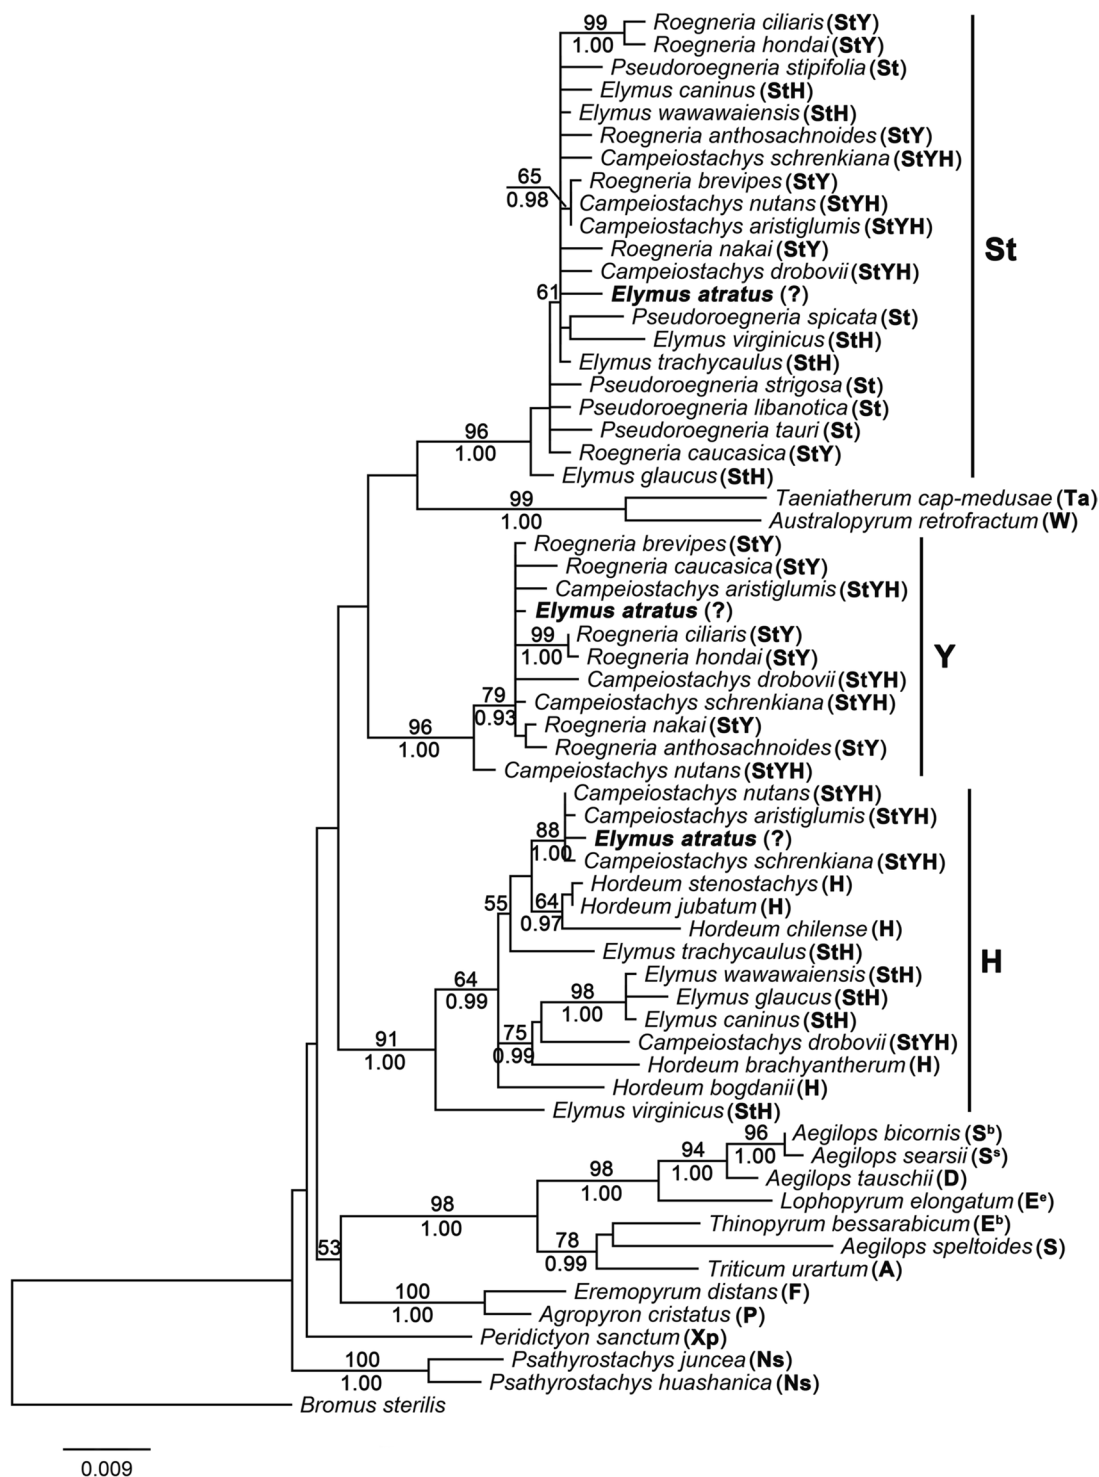 99
Roegneria ciliaris (StY)
1.00
Roegneria hondai (StY)
Pseudoroegneria stipifolia (St)
Elymus caninus (StH)
Elymus wawawaiensis (StH)
Roegneria anthosachnoides (StY)
Campeiostachys schrenkiana (StYH)
65
Roegneria brevipes (StY)
0.98
Campeiostachys nutans (StYH)
Campeiostachys aristiglumis (StYH)
Roegneria nakai (StY)
St
Campeiostachys drobovii (StYH)
61
Elymus atratus (?)
Pseudoroegneria spicata (St)
Elymus virginicus (StH)
Elymus trachycaulus (StH)
Pseudoroegneria strigosa (St)
Pseudoroegneria libanotica (St)
96
Pseudoroegneria tauri (St)
1.00
Roegneria caucasica (StY)
Elymus glaucus (StH)
99
Taeniatherum cap-medusae (Ta)
1.00
Australopyrum retrofractum (W)
Roegneria brevipes (StY)
Roegneria caucasica (StY)
Campeiostachys aristiglumis (StYH)
Elymus atratus (?)
99
Roegneria ciliaris (StY)
1.00
Roegneria hondai (StY)
Y
Campeiostachys drobovii (StYH)
79
Campeiostachys schrenkiana (StYH)
0.93
Roegneria nakai (StY)
96
1.00
Roegneria anthosachnoides (StY)
Campeiostachys nutans (StYH)
Campeiostachys nutans (StYH)
Campeiostachys aristiglumis (StYH)
88
Elymus atratus (?)
1.00
Campeiostachys schrenkiana (StYH)
Hordeum stenostachys (H)
55
64
Hordeum jubatum (H)
0.97
Hordeum chilense (H)
Elymus trachycaulus (StH)
H
64
Elymus wawawaiensis (StH)
0.99
98
Elymus glaucus (StH)
1.00
Elymus caninus (StH)
91
75
Campeiostachys drobovii (StYH)
1.00
0.99
Hordeum brachyantherum (H)
Hordeum bogdanii (H)
Elymus virginicus (StH)
96
Aegilops bicornis (Sᵇ)
94
1.00
Aegilops searsii (Sˢ)
98
1.00
Aegilops tauschii (D)
1.00
Lophopyrum elongatum (Eᵉ)
98
Thinopyrum bessarabicum (Eᵇ)
1.00
53
78
Aegilops speltoides (S)
0.99
Triticum urartum (A)
100
Eremopyrum distans (F)
1.00
Agropyron cristatus (P)
Peridictyon sanctum (Xp)
100
Psathyrostachys juncea (Ns)
1.00
Psathyrostachys huashanica (Ns)
Bromus sterilis
0.009